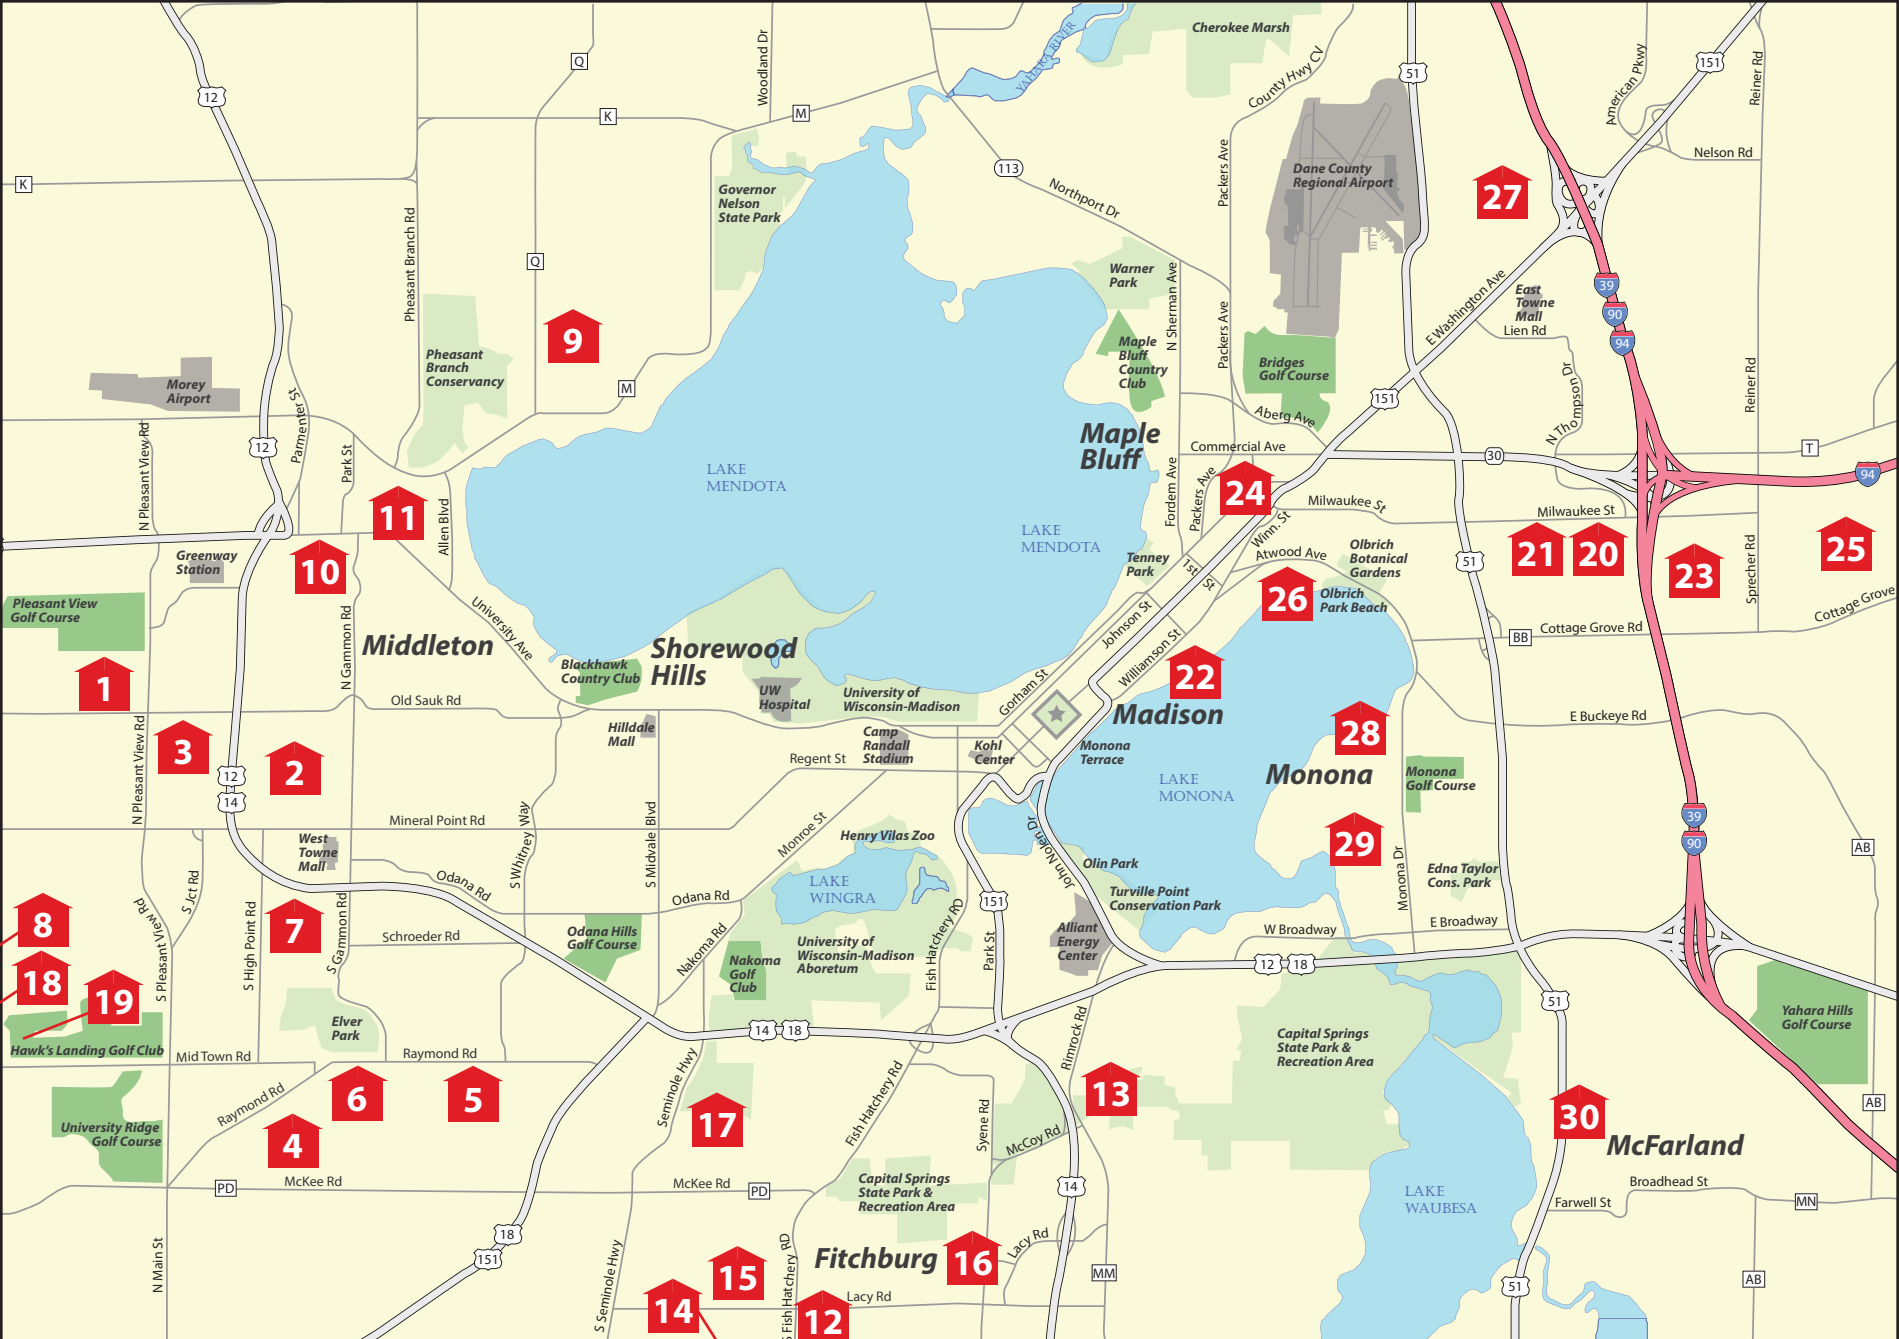 Cherokee Marsh
YAHARA RIVER
Woodland Dr
County Hwy CV
American Pkwy
Reiner Rd
Q
51
151
12
K
M
Nelson Rd
113
Northport Dr
Packers Ave
Dane County
Regional Airport
27
K
Governor
Nelson
State Park
Pheasant Branch Rd
Q
Warner
Park
N Sherman Ave
Packers Ave
39
90
94
East
Towne
Mall
Lien Rd
E Washington Ave
9
Maple
Bluff
Country
Club
Bridges
Golf Course
Pheasant
Branch
Conservancy
Morey
Airport
Parmenter St
M
151
N Thompson Dr
Reiner Rd
Aberg Ave
Maple
Bluff
Commercial Ave
30
T
94
12
N Pleasant View Rd
Park St
LAKE
MENDOTA
Fordem Ave
Packers Ave
24
Milwaukee St
Milwaukee St
11
Allen Blvd
LAKE
MENDOTA
Winn. St
Atwood Ave
Olbrich
Botanical
Gardens
51
21
20
23
25
Sprecher Rd
Greenway
Station
10
Tenney
Park
1st St
26
Olbrich
Park Beach
Pleasant View
Golf Course
University Ave
N Gammon Rd
Middleton
Shorewood
Hills
Johnson St
Williamson St
BB
Cottage Grove Rd
Cottage Grove
1
Blackhawk
Country Club
UW
Hospital
University of
Wisconsin-Madison
Gorham St
22
Old Sauk Rd
Madison
E Buckeye Rd
N Pleasant View Rd
3
2
12
14
Hilldale
Mall
Camp
Randall
Stadium
Kohl
Center
Monona
Terrace
28
Regent St
LAKE
MONONA
Monona
Monona
Golf Course
Mineral Point Rd
S Whitney Way
S Midvale Blvd
Monroe St
Henry Vilas Zoo
John Nolen Dr
29
39
90
AB
West
Towne
Mall
Olin Park
Edna Taylor
Cons. Park
Monona Dr
S Jct Rd
Odana Rd
Odana Rd
LAKE
WINGRA
Turville Point
Conservation Park
8
S Pleasant View Rd
S High Point Rd
7
S Gammon Rd
Schroeder Rd
Odana Hills
Golf Course
Nakoma Rd
University of
Wisconsin-Madison
Aboretum
Fish Hatchery RD
151
Park St
Alliant
Energy
Center
W Broadway
E Broadway
12
18
18
19
Nakoma
Golf
Club
51
Yahara Hills
Golf Course
Elver
Park
14
18
Rimrock Rd
Capital Springs
State Park &
Recreation Area
Hawk's Landing Golf Club
Mid Town Rd
Raymond Rd
Raymond Rd
6
5
Seminole Hwy
17
Fish Hatchery Rd
Syene Rd
McCoy Rd
13
30
AB
University Ridge
Golf Course
4
McFarland
PD
McKee Rd
McKee Rd
PD
Capital Springs
State Park &
Recreation Area
14
LAKE
WAUBESA
Farwell St
Broadhead St
MN
N Main St
18
151
S Seminole Hwy
S Fish Hatchery RD
Fitchburg
16
Lacy Rd
MM
51
AB
15
14
12
Lacy Rd